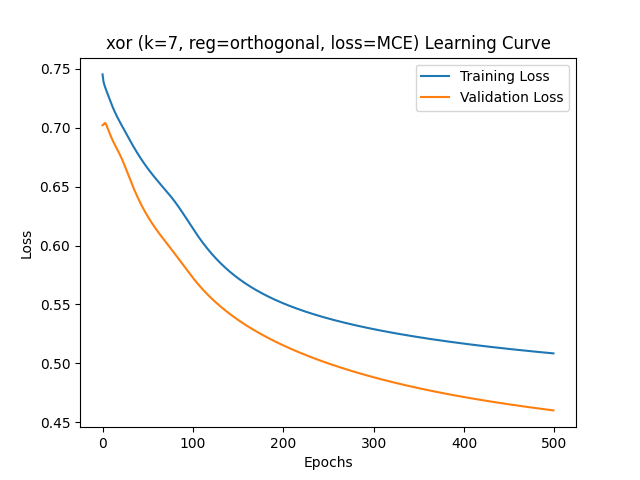 xor (k=7, reg=orthogonal, loss=MCE) Learning Curve
Training Loss
Validation Loss
0.75
0.70
0.65
0.60
0.55
0.50
0.45
Loss
0
100
200
300
400
500
Epochs